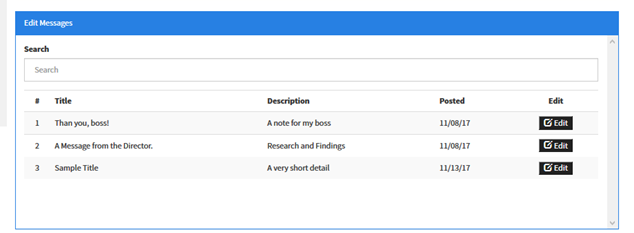 Edit Messages
Search
Search
# Title Description Posted Edit
1 Than you, boss! A note for my boss 11/08/17 Edit
2 A Message from the Director. Research and Findings 11/08/17 Edit
3 Sample Title A very short detail 11/13/17 Edit